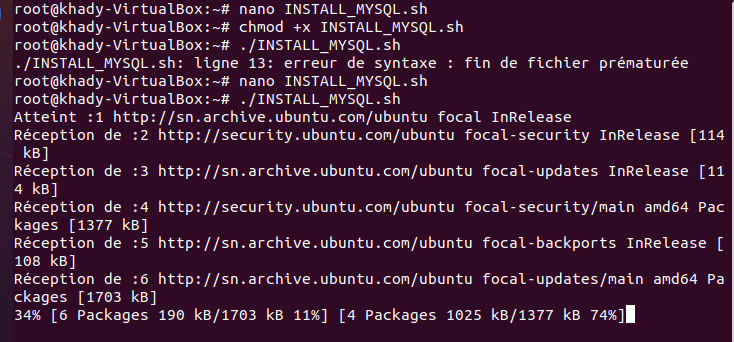 root@khady-VirtualBox:~# nano INSTALL_MYSQL.sh
root@khady-VirtualBox:~# chmod +x INSTALL_MYSQL.sh
root@khady-VirtualBox:~# ./INSTALL_MYSQL.sh
./INSTALL_MYSQL.sh: ligne 13: erreur de syntaxe : fin de fichier prématurée
root@khady-VirtualBox:~# nano INSTALL_MYSQL.sh
root@khady-VirtualBox:~# ./INSTALL_MYSQL.sh
Atteint :1 http://sn.archive.ubuntu.com/ubuntu focal InRelease
Réception de :2 http://security.ubuntu.com/ubuntu focal-security InRelease [114
 kB]
Réception de :3 http://sn.archive.ubuntu.com/ubuntu focal-updates InRelease [11
4 kB]
Réception de :4 http://security.ubuntu.com/ubuntu focal-security/main amd64 Pac
kages [1377 kB]
Réception de :5 http://sn.archive.ubuntu.com/ubuntu focal-backports InRelease [
108 kB]
Réception de :6 http://sn.archive.ubuntu.com/ubuntu focal-updates/main amd64 Pa
ckages [1703 kB]
34% [6 Packages 190 kB/1703 kB 11%] [4 Packages 1025 kB/1377 kB 74%]